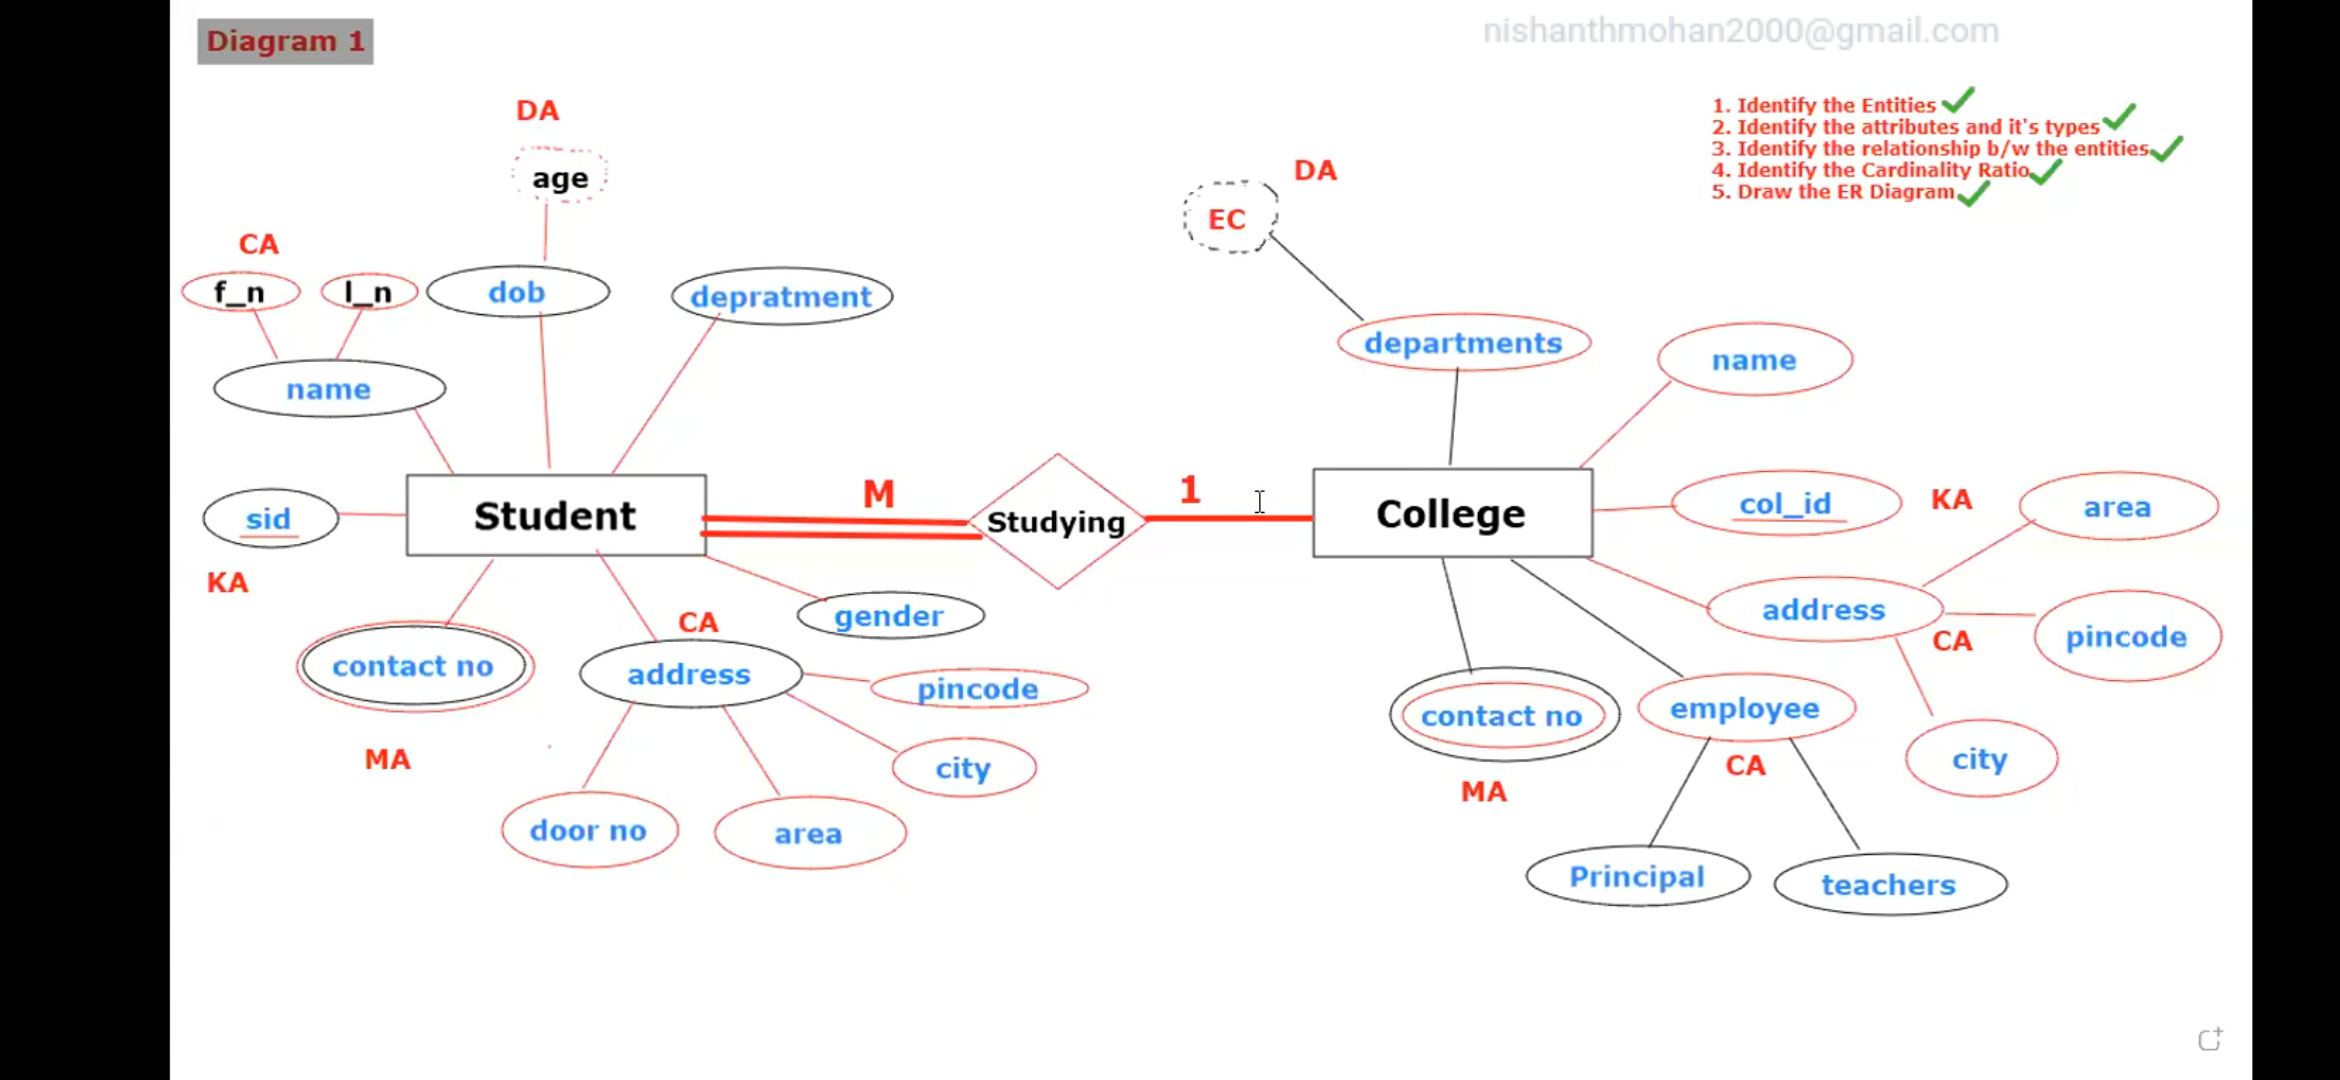 Diagram 1
nishanthmohan2000@gmail.com
1. Identify the Entities
2. Identify the attributes and it's types
3. Identify the relationship b/w the entities
4. Identify the Cardinality Ratio
5. Draw the ER Diagram
DA
age
CA
f_n
l_n
dob
depratment
name
sid
KA
Student
contact no
MA
CA
address
gender
pincode
city
door no
area
M
Studying
1
DA
EC
departments
name
College
col_id
KA
area
address
CA
pincode
city
contact no
MA
employee
CA
Principal
teachers